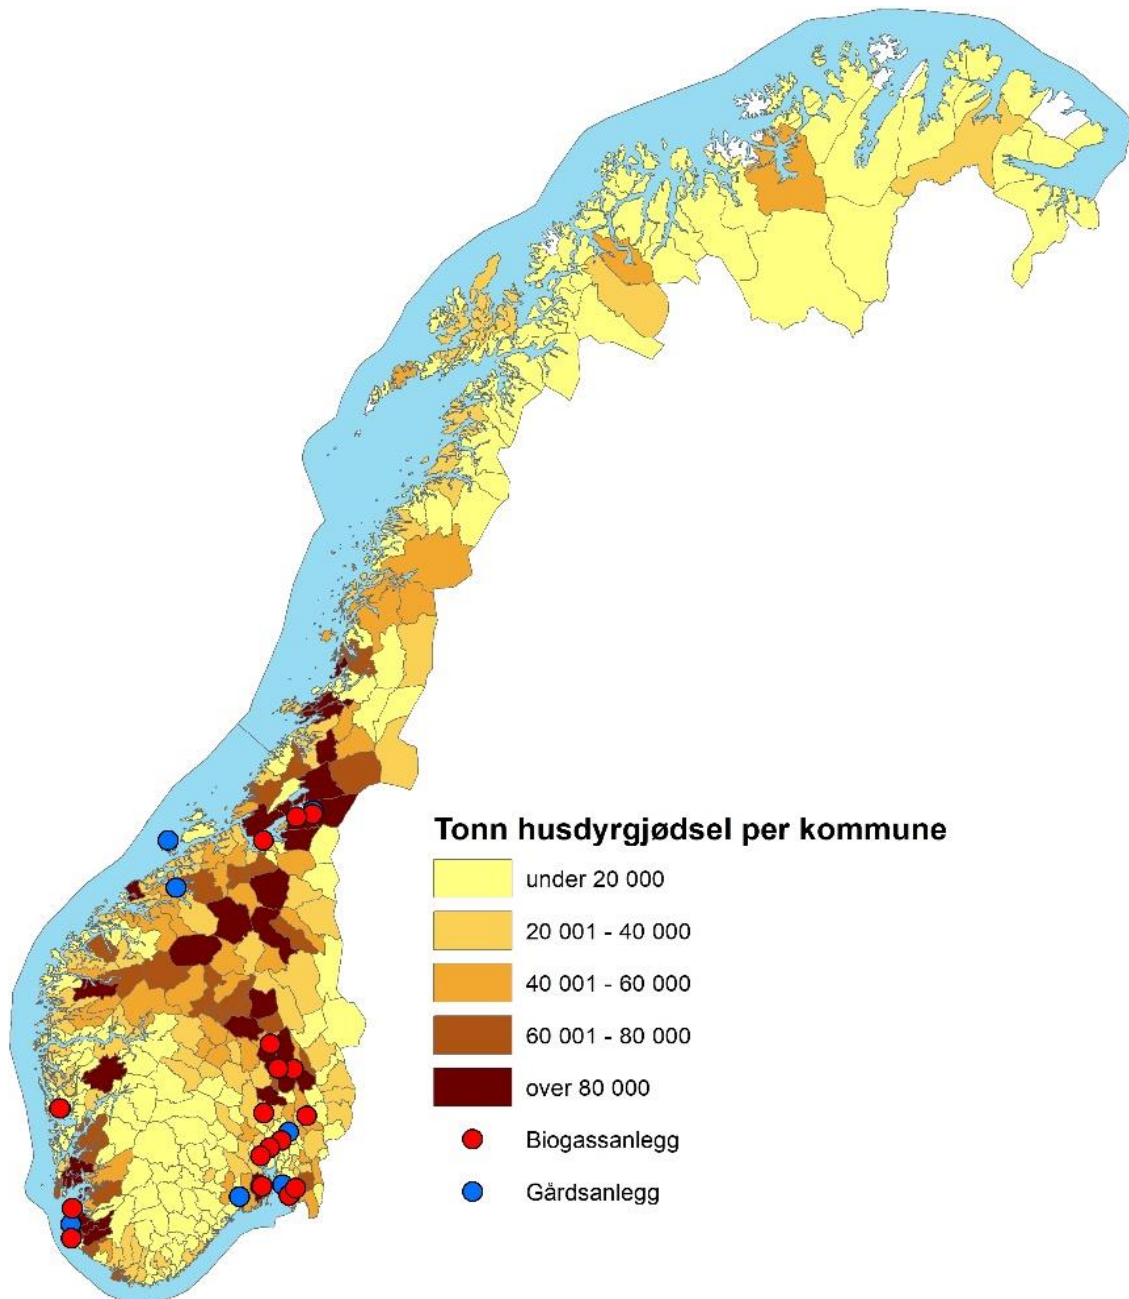 Tonn husdyrgjødsel per kommune
under 20 000
20 001 - 40 000
40 001 - 60 000
60 001 - 80 000
over 80 000
Biogassanlegg
Gårdsanlegg